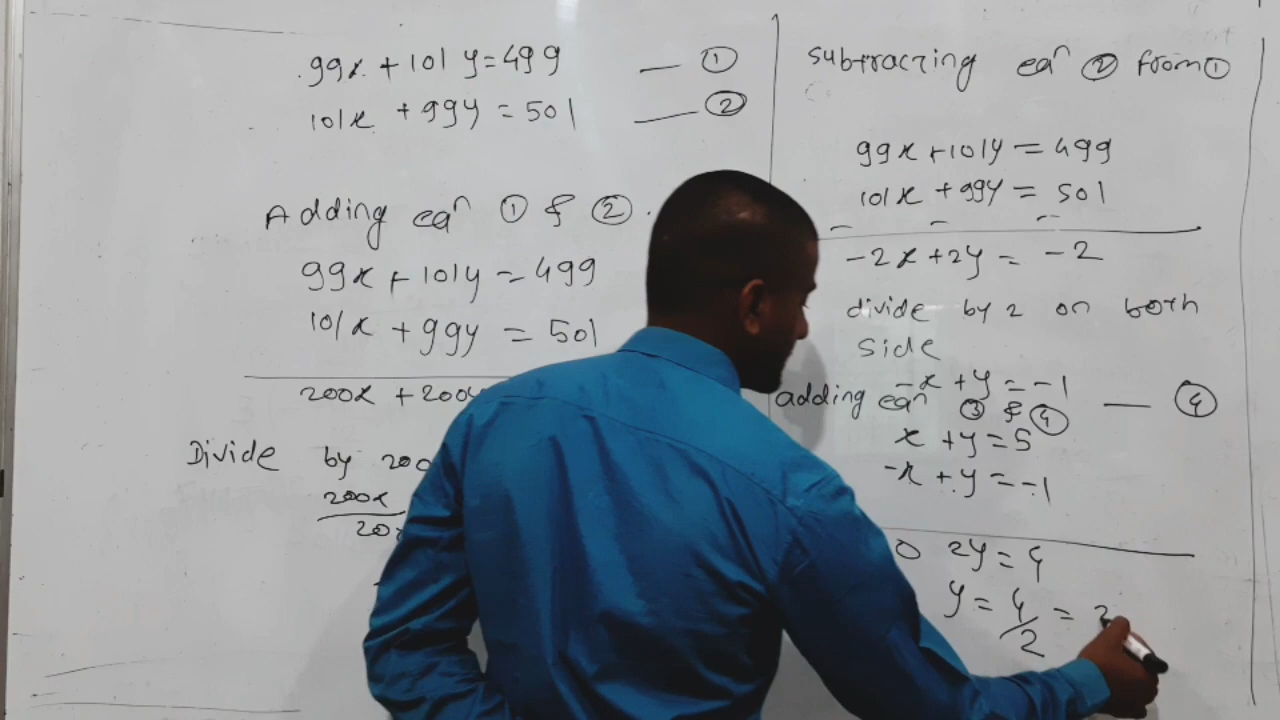 99x + 101y = 499 — ①
101x + 99y = 501 — ②
Adding eqn ① & ②.
99x + 101y = 499
101x + 99y = 501
200x + 200y
Divide by 200
200x
subtracting eqn ② from ①
99x + 101y = 499
101x + 99y = 501
- - -
-2x + 2y = -2
divide by 2 on both
side
-x + y = -1 — ④
adding eqn ③ & ④
x + y = 5
-x + y = -1
0 2y = 4
y = 4/2 = 2